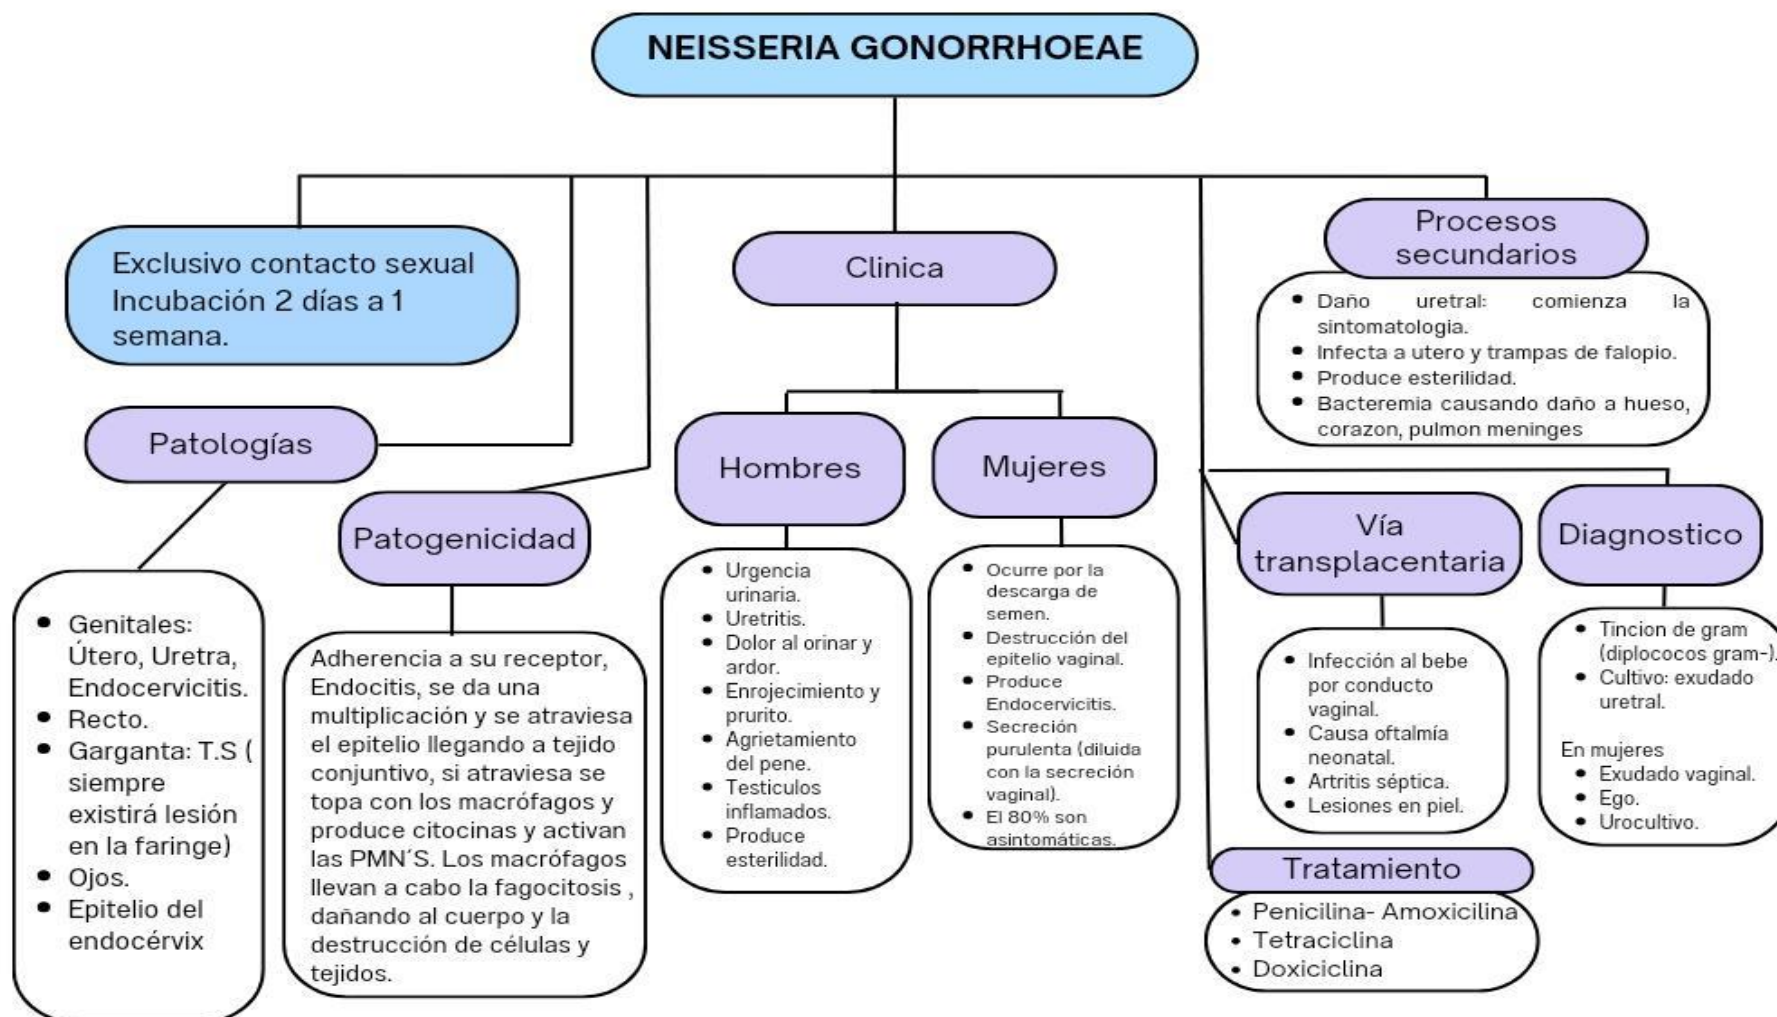 NEISSERIA GONORRHOEAE
Exclusivo contacto sexual
Incubación 2 días a 1
semana.
Patologías
Genitales:
Útero, Uretra,
Endocervicitis.
Recto.
Garganta: T.S (
siempre
existirá lesión
en la faringe)
Ojos.
Epitelio del
endocérvix
Patogenicidad
Adherencia a su receptor,
Endocitis, se da una
multiplicación y se atraviesa
el epitelio llegando a tejido
conjuntivo, si atraviesa se
topa con los macrófagos y
produce citocinas y activan
las PMN´S. Los macrófagos
llevan a cabo la fagocitosis ,
dañando al cuerpo y la
destrucción de células y
tejidos.
Clinica
Hombres
Urgencia
urinaria.
Uretritis.
Dolor al orinar y
ardor.
Enrojecimiento y
prurito.
Agrietamiento
del pene.
Testiculos
inflamados.
Produce
esterilidad.
Mujeres
Ocurre por la
descarga de
semen.
Destrucción del
epitelio vaginal.
Produce
Endocervicitis.
Secreción
purulenta (diluida
con la secreción
vaginal).
El 80% son
asintomáticas.
Procesos
secundarios
Daño uretral: comienza la
sintomatologia.
Infecta a utero y trampas de falopio.
Produce esterilidad.
Bacteremia causando daño a hueso,
corazon, pulmon meninges
Vía
transplacentaria
Infección al bebe
por conducto
vaginal.
Causa oftalmía
neonatal.
Artritis séptica.
Lesiones en piel.
Diagnostico
Tincion de gram
(diplococos gram-).
Cultivo: exudado
uretral.
En mujeres
Exudado vaginal.
Ego.
Urocultivo.
Tratamiento
Penicilina- Amoxicilina
Tetraciclina
Doxiciclina